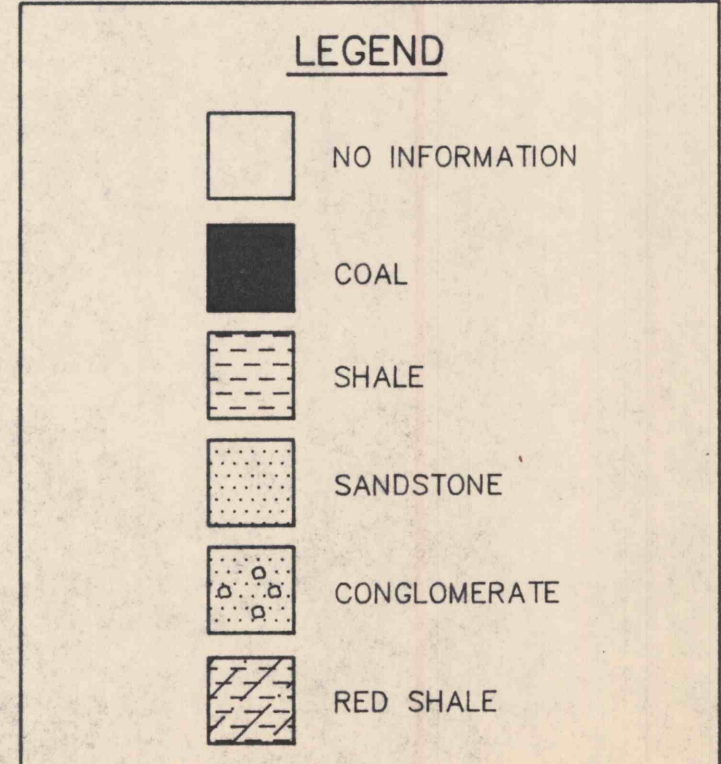 LEGEND
NO INFORMATION
COAL
SHALE
SANDSTONE
CONGLOMERATE
RED SHALE